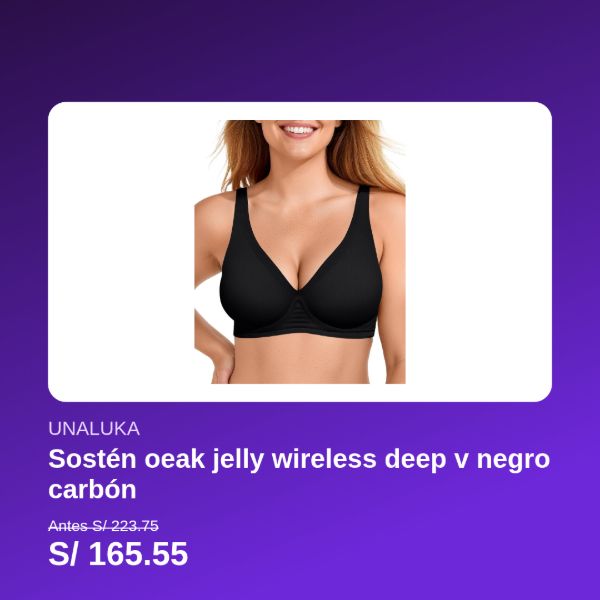 UNALUKA
Sostén oeak jelly wireless deep v negro
carbón
Antes S/ 223.75
S/ 165.55